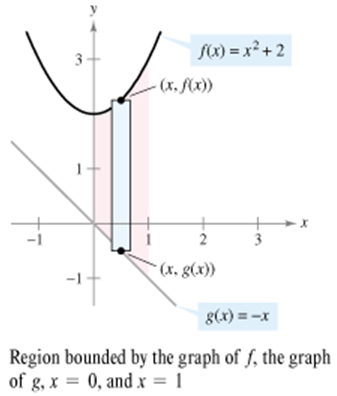 y
f(x) = x² + 2
3
(x, f(x))
1
x
−1
1
2
3
(x, g(x))
−1
g(x) = −x
Region bounded by the graph of f, the graph
of g, x = 0, and x = 1